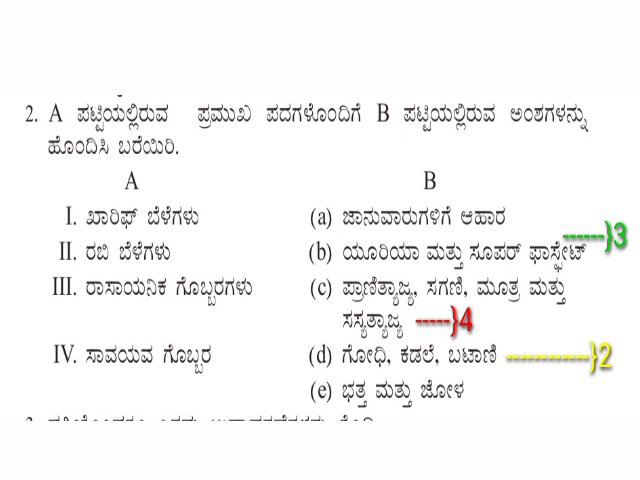 2. A ಪಟ್ಟಿಯಲ್ಲಿರುವ ಪ್ರಮುಖ ಪದಗಳೊಂದಿಗೆ B ಪಟ್ಟಿಯಲ್ಲಿರುವ ಅಂಶಗಳನ್ನು
ಹೊಂದಿಸಿ ಬರೆಯಿರಿ.
A B
I. ಖಾರಿಫ್ ಬೆಳೆಗಳು (a) ಜಾನುವಾರುಗಳಿಗೆ ಆಹಾರ
II. ರಬಿ ಬೆಳೆಗಳು (b) ಯೂರಿಯಾ ಮತ್ತು ಸೂಪರ್ ಫಾಸ್ಫೇಟ್ ------}3
III. ರಾಸಾಯನಿಕ ಗೊಬ್ಬರಗಳು (c) ಪ್ರಾಣಿತ್ಯಾಜ್ಯ, ಸಗಣಿ, ಮೂತ್ರ ಮತ್ತು
ಸಸ್ಯತ್ಯಾಜ್ಯ -----}4
IV. ಸಾವಯವ ಗೊಬ್ಬರ (d) ಗೋಧಿ, ಕಡಲೆ, ಬಟಾಣಿ ------------}2
(e) ಭತ್ತ ಮತ್ತು ಜೋಳ